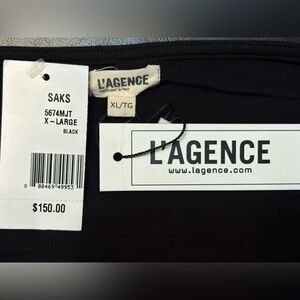 SAKS
5674MJT
X-LARGE
BLACK
$150.00
L'AGENCE
XL/TG
L'AGENCE
www.lagence.com